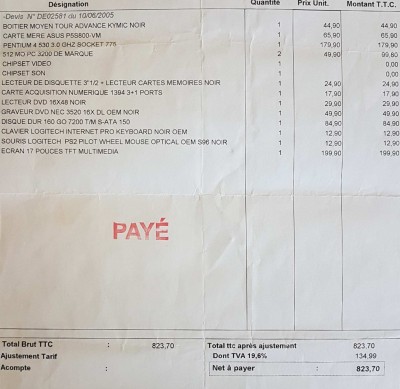 Désignation Quantité Prix Unit. Montant T.T.C.
-Devis N° DE02581 du 10/06/2005
BOITIER MOYEN TOUR ADVANCE KYMIC NOIR 1 44,90 44,90
CARTE MERE ASUS P5S800-VM 1 65,90 65,90
PENTIUM 4 530 3.0 GHZ SOCKET 775 1 179,90 179,90
512 MO PC 3200 DE MARQUE 2 49,90 99,80
CHIPSET VIDEO 1 0,00
CHIPSET SON 1 0,00
LECTEUR DE DISQUETTE 3"1/2 + LECTEUR CARTES MEMOIRES NOIR 1 24,90 24,90
CARTE ACQUISITION NUMERIQUE 1394 3+1 PORTS 1 17,90 17,90
LECTEUR DVD 16X48 NOIR 1 29,90 29,90
GRAVEUR DVD NEC 3520 16X DL OEM NOIR 1 49,90 49,90
DISQUE DUR 160 GO 7200 T/M S-ATA 150 1 84,90 84,90
CLAVIER LOGITECH INTERNET PRO KEYBOARD NOIR OEM 1 12,90 12,90
SOURIS LOGITECH PS2 PILOT WHEEL MOUSE OPTICAL OEM S96 NOIR 1 12,90 12,90
ECRAN 17 POUCES TFT MULTIMEDIA 1 199,90 199,90
PAYÉ
Total Brut TTC : 823,70 Total ttc après ajustement 823,70
Ajustement Tarif Dont TVA 19,6% 134,99
Acompte : Net à payer : 823,70